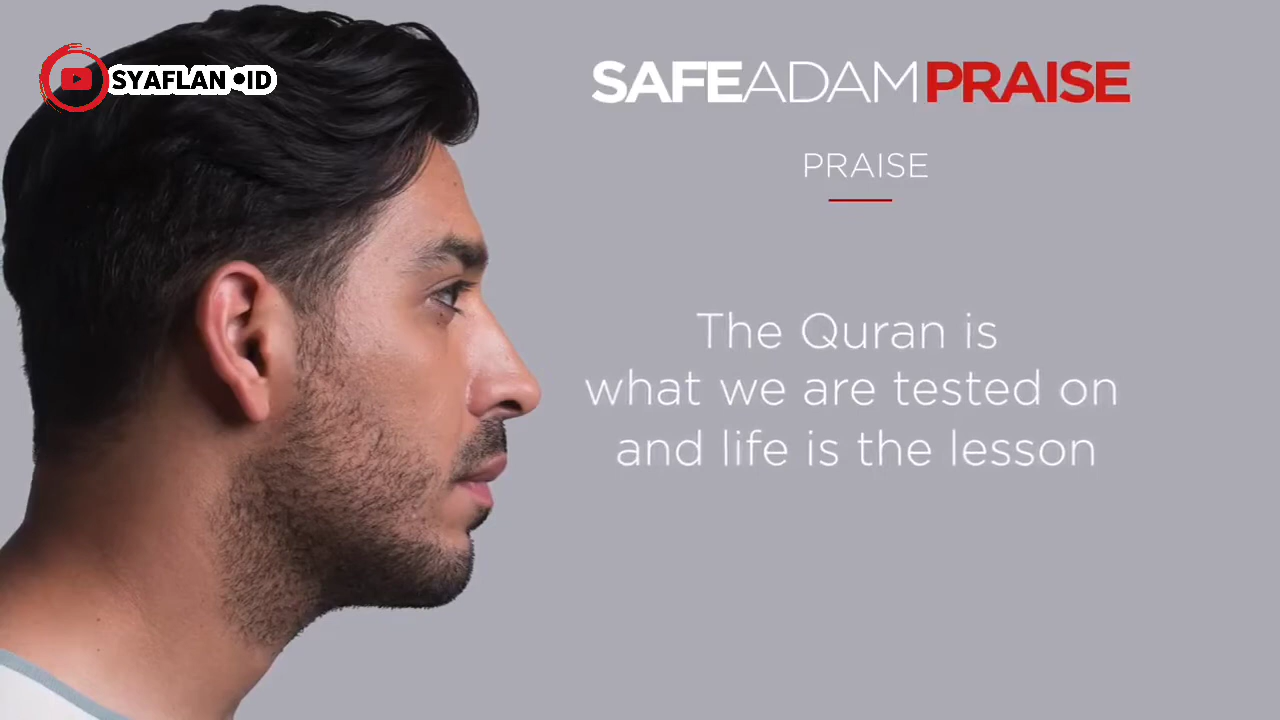 SYAFLAN ID
SAFEADAMPRAISE
PRAISE
The Quran is
what we are tested on
and life is the lesson